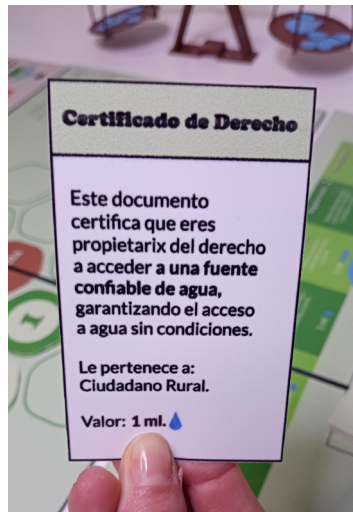 Certificado de Derecho
Este documento
certifica que eres
propietarix del derecho
a acceder a una fuente
confiable de agua,
garantizando el acceso
a agua sin condiciones.
Le pertenece a:
Ciudadano Rural.
Valor: 1 ml.
1